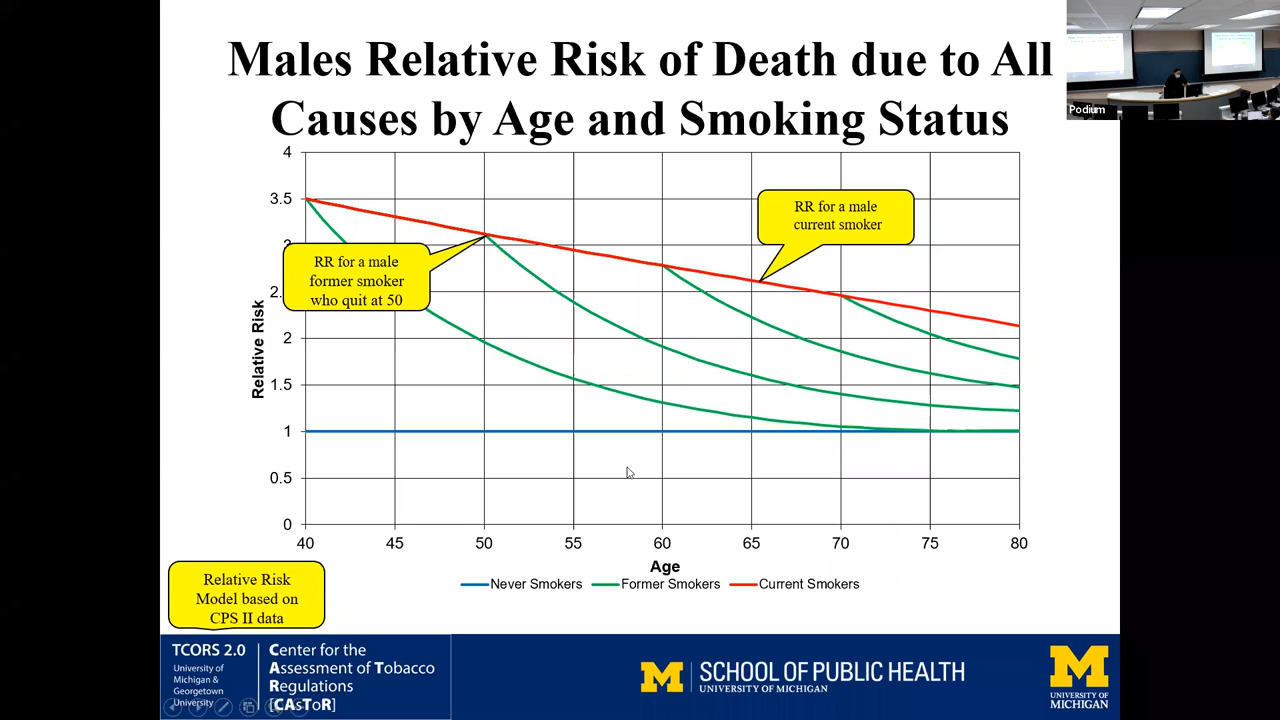 Males Relative Risk of Death due to All
Causes by Age and Smoking Status
Podium
4
3.5
3
2.
2
1.5
1
0.5
0
Relative Risk
RR for a male
former smoker
who quit at 50
RR for a male
current smoker
40 45 50 55 60 65 70 75 80
Age
Never Smokers Former Smokers Current Smokers
Relative Risk
Model based on
CPS II data
TCORS 2.0
University of
Michigan &
Georgetown
University
Center for the
Assessment of Tobacco
Regulations
[CAsToR]
M SCHOOL OF PUBLIC HEALTH
UNIVERSITY OF MICHIGAN
M
UNIVERSITY OF
MICHIGAN